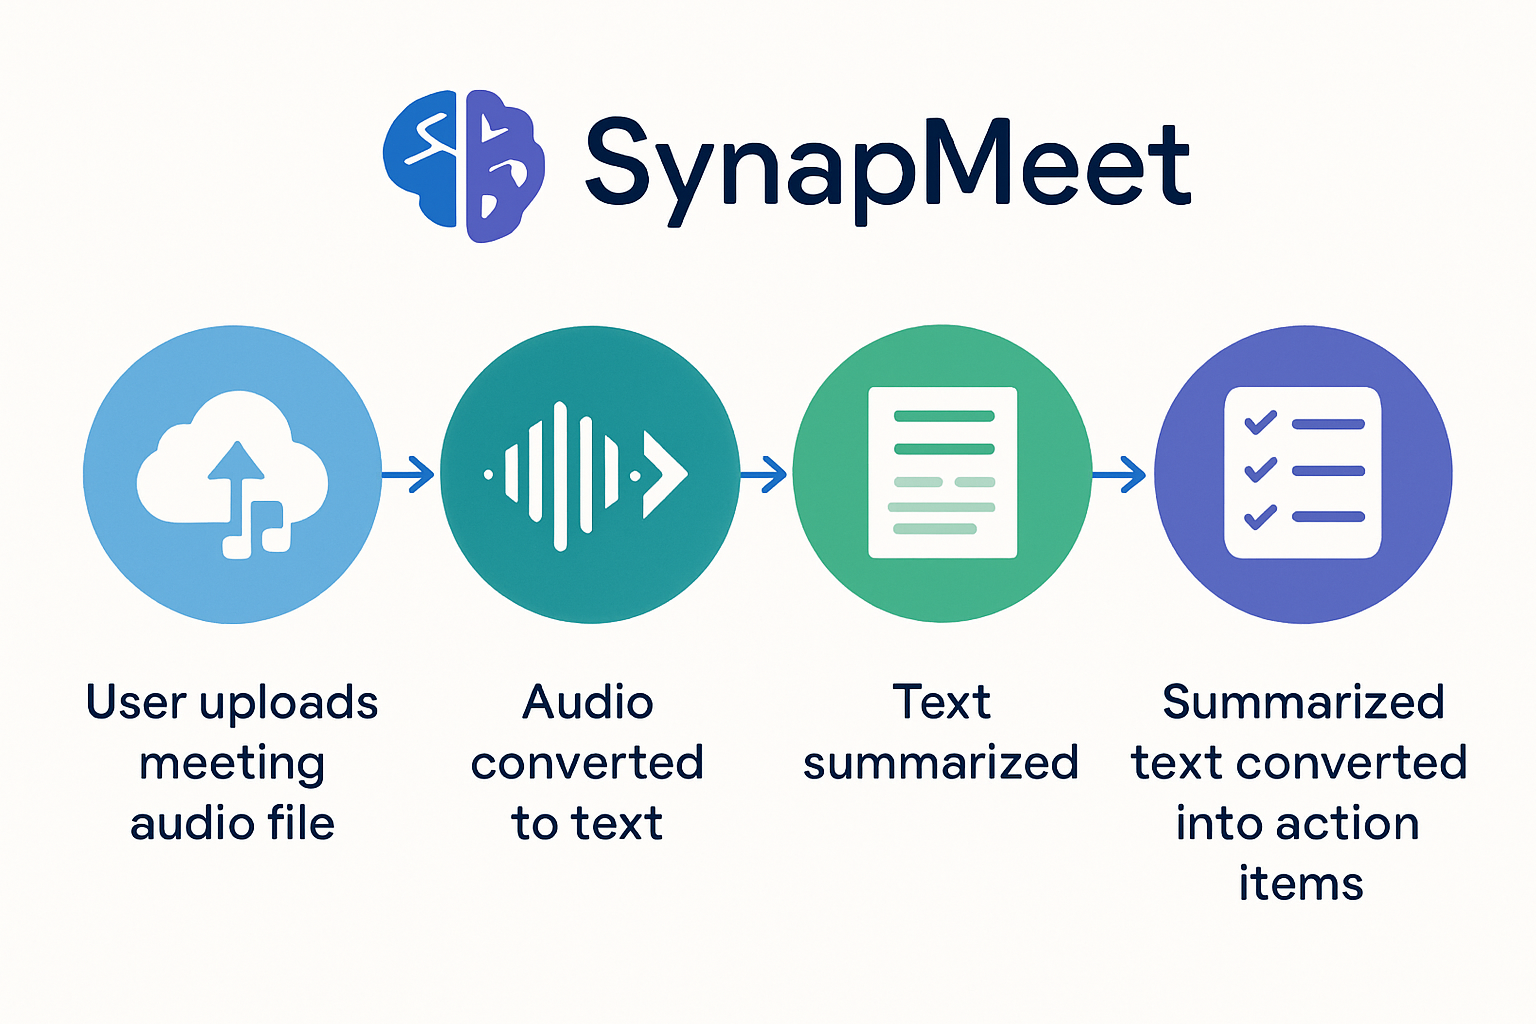 SynapMeet
User uploads
meeting
audio file
Audio
converted
to text
Text
summarized
Summarized
text converted
into action
items